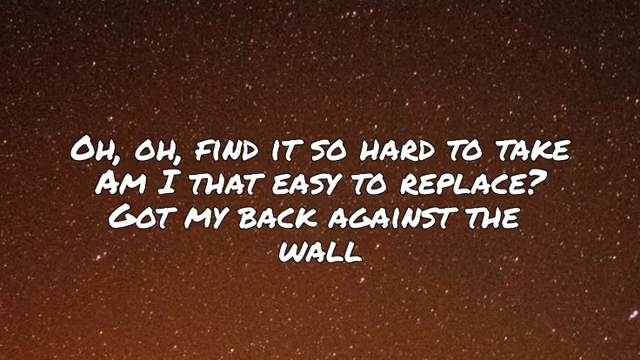 Oh, oh, find it so hard to take
Am I that easy to replace?
Got my back against the
wall